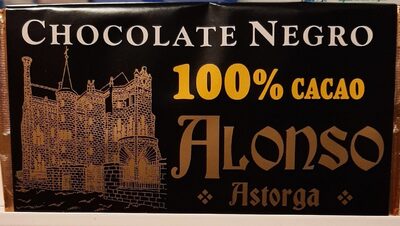 CHOCOLATE NEGRO
100% CACAO
ALONSO
Astorga